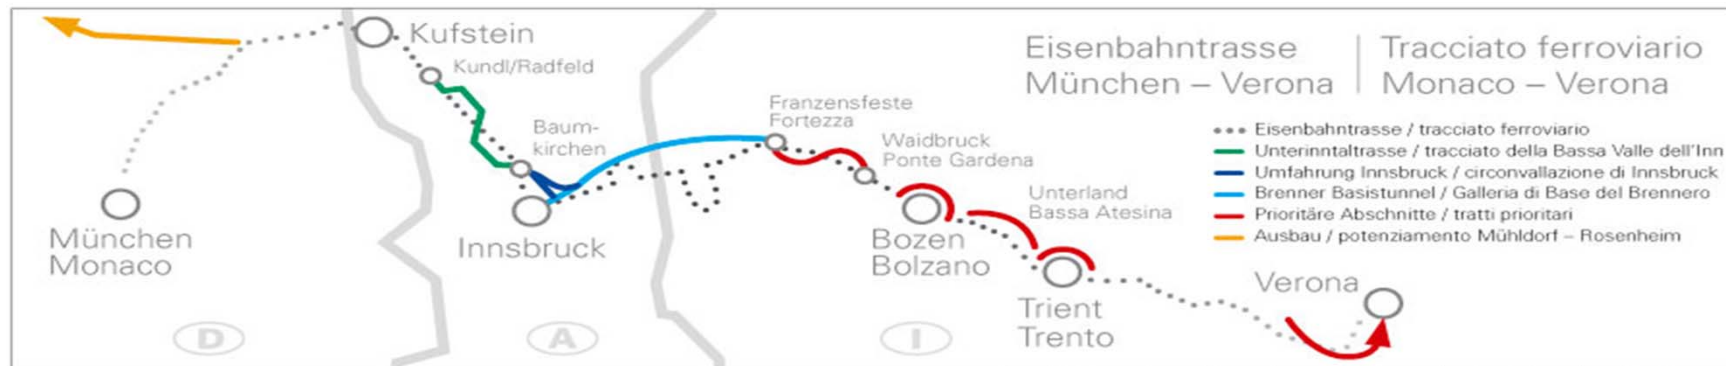 Kufstein
Kundl/Radfeld
Eisenbahntrasse
München – Verona
Tracciato ferroviario
Monaco – Verona
Franzensfeste
Fortezza
Baum-
kirchen
Waidbruck
Ponte Gardena
Eisenbahntrasse / tracciato ferroviario
Unterinntaltrasse / tracciato della Bassa Valle dell'Inn
Umfahrung Innsbruck / circonvallazione di Innsbruck
Brenner Basistunnel / Galleria di Base del Brennero
Prioritäre Abschnitte / tratti prioritari
Ausbau / potenziamento Mühldorf – Rosenheim
Unterland
Bassa Atesina
München
Monaco
Innsbruck
Bozen
Bolzano
Verona
Trient
Trento
D
A
I